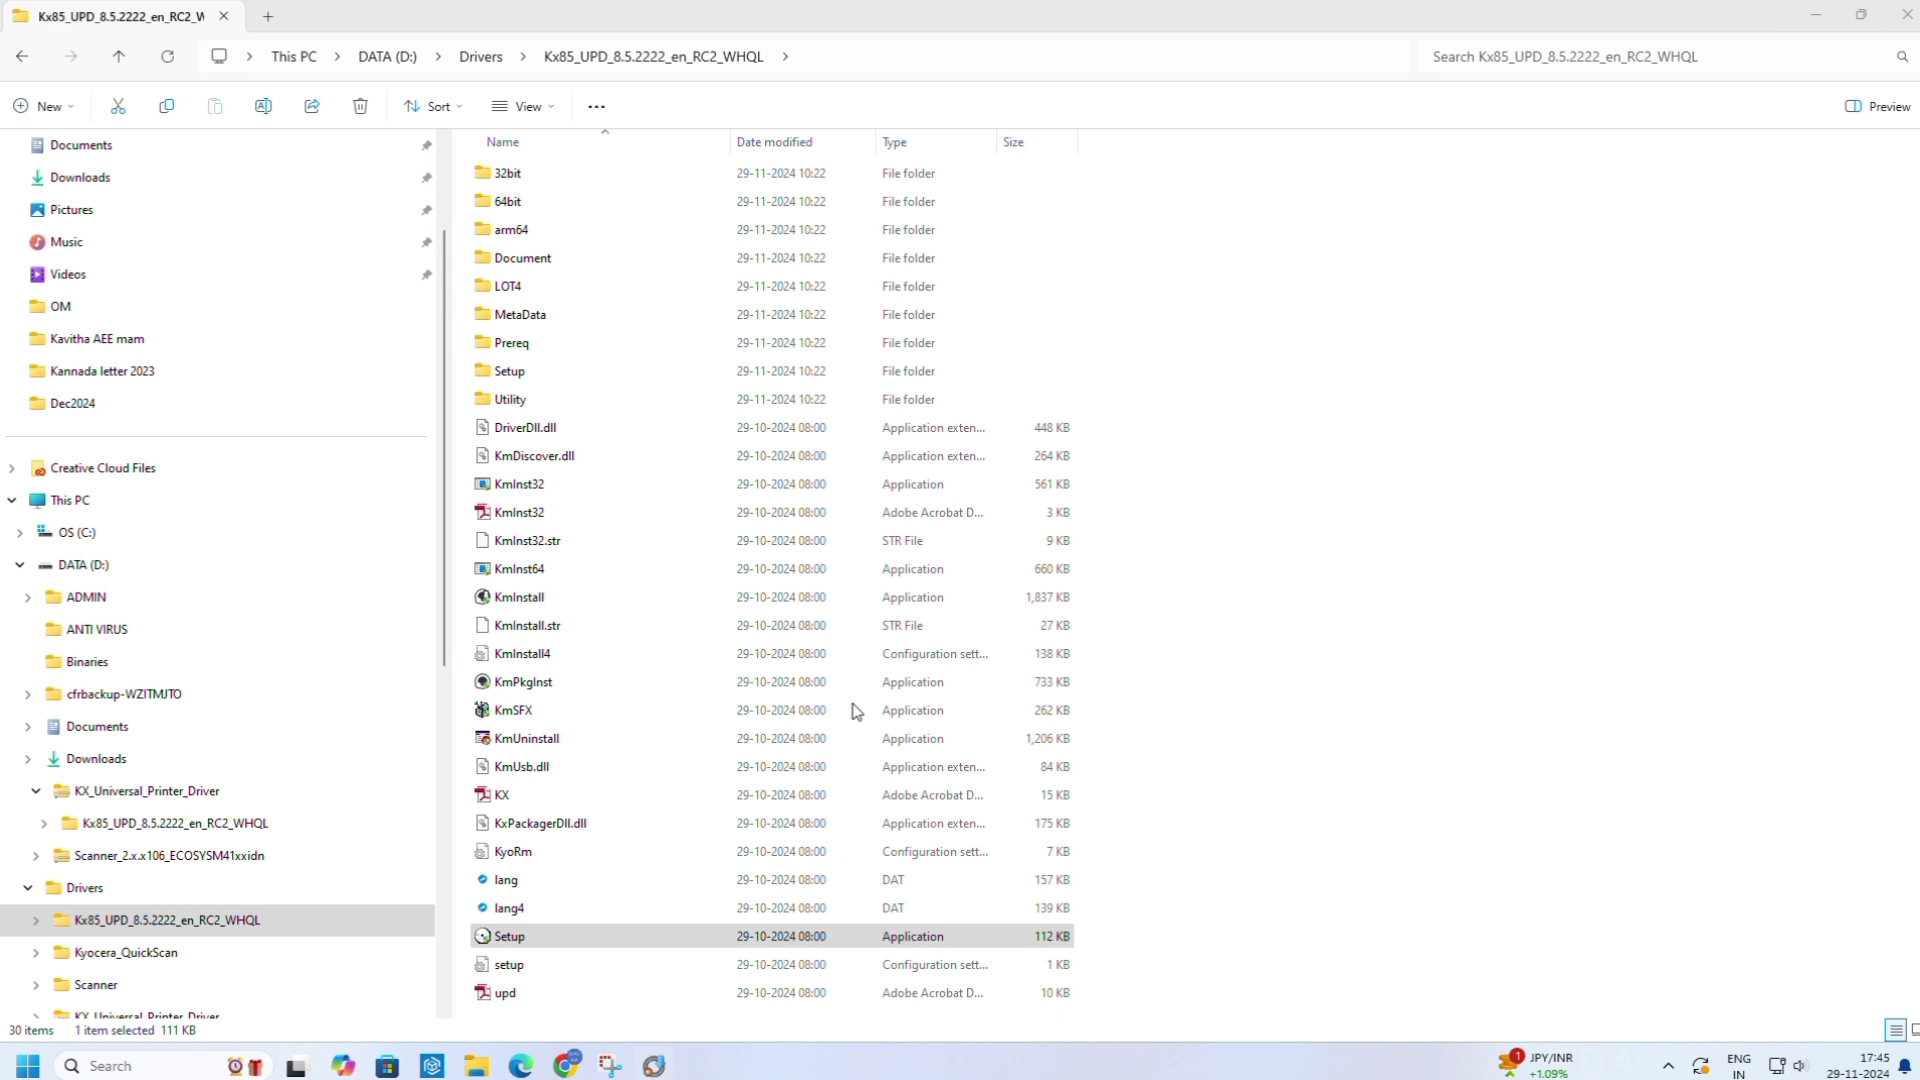 Kx85_UPD_8.5.2222_en_RC2_W
This PC DATA (D:) Drivers Kx85_UPD_8.5.2222_en_RC2_WHQL
Search Kx85_UPD_8.5.2222_en_RC2_WHQL
New Sort View Preview
Documents
Downloads
Pictures
Music
Videos
OM
Kavitha AEE mam
Kannada letter 2023
Dec2024
Creative Cloud Files
This PC
OS (C:)
DATA (D:)
ADMIN
ANTI VIRUS
Binaries
cfrbackup-WZITMJTO
Documents
Downloads
KX_Universal_Printer_Driver
Kx85_UPD_8.5.2222_en_RC2_WHQL
Scanner_2.x.x106_ECOSYSM41xxidn
Drivers
Kx85_UPD_8.5.2222_en_RC2_WHQL
Kyocera_QuickScan
Scanner
KX_Universal_Printer_Driver
Name Date modified Type Size
32bit 29-11-2024 10:22 File folder
64bit 29-11-2024 10:22 File folder
arm64 29-11-2024 10:22 File folder
Document 29-11-2024 10:22 File folder
LOT4 29-11-2024 10:22 File folder
MetaData 29-11-2024 10:22 File folder
Prereq 29-11-2024 10:22 File folder
Setup 29-11-2024 10:22 File folder
Utility 29-11-2024 10:22 File folder
DriverDll.dll 29-10-2024 08:00 Application exten... 448 KB
KmDiscover.dll 29-10-2024 08:00 Application exten... 264 KB
KmInst32 29-10-2024 08:00 Application 561 KB
KmInst32 29-10-2024 08:00 Adobe Acrobat D... 3 KB
KmInst32.str 29-10-2024 08:00 STR File 9 KB
KmInst64 29-10-2024 08:00 Application 660 KB
KmInstall 29-10-2024 08:00 Application 1,837 KB
KmInstall.str 29-10-2024 08:00 STR File 27 KB
KmInstall4 29-10-2024 08:00 Configuration sett... 138 KB
KmPkgInst 29-10-2024 08:00 Application 733 KB
KmSFX 29-10-2024 08:00 Application 262 KB
KmUninstall 29-10-2024 08:00 Application 1,206 KB
KmUsb.dll 29-10-2024 08:00 Application exten... 84 KB
KX 29-10-2024 08:00 Adobe Acrobat D... 15 KB
KxPackagerDll.dll 29-10-2024 08:00 Application exten... 175 KB
KyoRm 29-10-2024 08:00 Configuration sett... 7 KB
lang 29-10-2024 08:00 DAT 157 KB
lang4 29-10-2024 08:00 DAT 139 KB
Setup 29-10-2024 08:00 Application 112 KB
setup 29-10-2024 08:00 Configuration sett... 1 KB
upd 29-10-2024 08:00 Adobe Acrobat D... 10 KB
30 items 1 item selected 111 KB
Search
1
JPY/INR
+1.09%
ENG
IN
17:45
29-11-2024